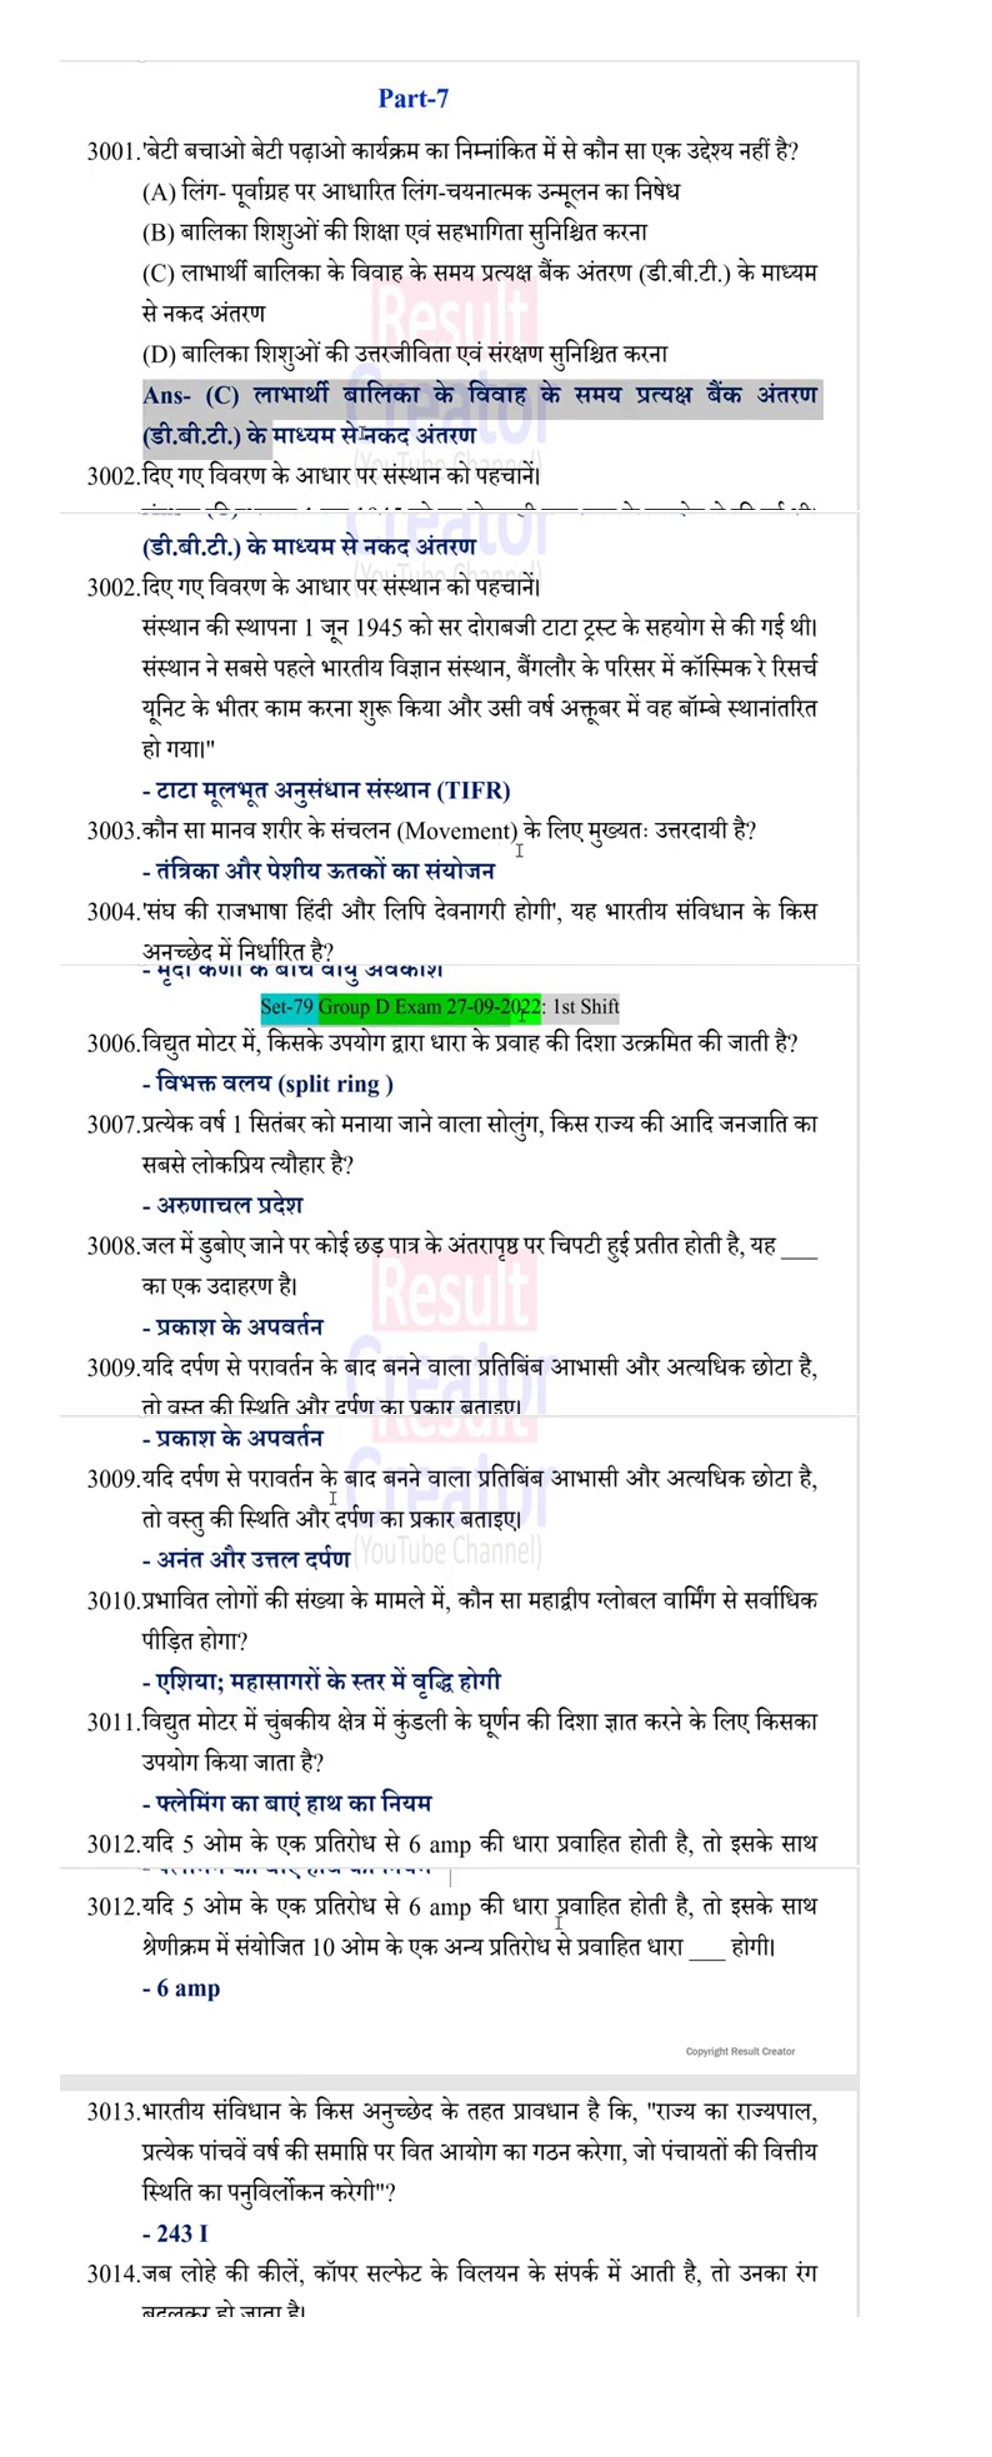 Part-7
3001.'बेटी बचाओ बेटी पढ़ाओ कार्यक्रम का निम्नांकित में से कौन सा एक उद्देश्य नहीं है?
(A) लिंग- पूर्वाग्रह पर आधारित लिंग-चयनात्मक उन्मूलन का निषेध
(B) बालिका शिशुओं की शिक्षा एवं सहभागिता सुनिश्चित करना
(C) लाभार्थी बालिका के विवाह के समय प्रत्यक्ष बैंक अंतरण (डी.बी.टी.) के माध्यम
से नकद अंतरण
(D) बालिका शिशुओं की उत्तरजीविता एवं संरक्षण सुनिश्चित करना
Ans- (C) लाभार्थी बालिका के विवाह के समय प्रत्यक्ष बैंक अंतरण
(डी.बी.टी.) के माध्यम से नकद अंतरण
3002.दिए गए विवरण के आधार पर संस्थान को पहचानें।
(डी.बी.टी.) के माध्यम से नकद अंतरण
3002.दिए गए विवरण के आधार पर संस्थान को पहचानें।
संस्थान की स्थापना 1 जून 1945 को सर दोराबजी टाटा ट्रस्ट के सहयोग से की गई थी।
संस्थान ने सबसे पहले भारतीय विज्ञान संस्थान, बैंगलौर के परिसर में कॉस्मिक रे रिसर्च
यूनिट के भीतर काम करना शुरू किया और उसी वर्ष अक्तूबर में वह बॉम्बे स्थानांतरित
हो गया।"
- टाटा मूलभूत अनुसंधान संस्थान (TIFR)
3003.कौन सा मानव शरीर के संचलन (Movement) के लिए मुख्यतः उत्तरदायी है?
- तंत्रिका और पेशीय ऊतकों का संयोजन
3004.'संघ की राजभाषा हिंदी और लिपि देवनागरी होगी', यह भारतीय संविधान के किस
अनुच्छेद में निर्धारित है?
- मृदा कणों के बीच वायु अवकाश
Set-79 Group D Exam 27-09-2022: 1st Shift
3006.विद्युत मोटर में, किसके उपयोग द्वारा धारा के प्रवाह की दिशा उत्क्रमित की जाती है?
- विभक्त वलय (split ring )
3007.प्रत्येक वर्ष 1 सितंबर को मनाया जाने वाला सोलुंग, किस राज्य की आदि जनजाति का
सबसे लोकप्रिय त्यौहार है?
- अरुणाचल प्रदेश
3008.जल में डुबोए जाने पर कोई छड़ पात्र के अंतरापृष्ठ पर चिपटी हुई प्रतीत होती है, यह ___
का एक उदाहरण है।
- प्रकाश के अपवर्तन
3009.यदि दर्पण से परावर्तन के बाद बनने वाला प्रतिबिंब आभासी और अत्यधिक छोटा है,
तो वस्तु की स्थिति और दर्पण का प्रकार बताइए।
- प्रकाश के अपवर्तन
3009.यदि दर्पण से परावर्तन के बाद बनने वाला प्रतिबिंब आभासी और अत्यधिक छोटा है,
तो वस्तु की स्थिति और दर्पण का प्रकार बताइए।
- अनंत और उत्तल दर्पण
3010.प्रभावित लोगों की संख्या के मामले में, कौन सा महाद्वीप ग्लोबल वार्मिंग से सर्वाधिक
पीड़ित होगा?
- एशिया; महासागरों के स्तर में वृद्धि होगी
3011.विद्युत मोटर में चुंबकीय क्षेत्र में कुंडली के घूर्णन की दिशा ज्ञात करने के लिए किसका
उपयोग किया जाता है?
- फ्लेमिंग का बाएं हाथ का नियम
3012.यदि 5 ओम के एक प्रतिरोध से 6 amp की धारा प्रवाहित होती है, तो इसके साथ
3012.यदि 5 ओम के एक प्रतिरोध से 6 amp की धारा प्रवाहित होती है, तो इसके साथ
श्रेणीक्रम में संयोजित 10 ओम के एक अन्य प्रतिरोध से प्रवाहित धारा ___ होगी।
- 6 amp
Copyright Result Creator
3013.भारतीय संविधान के किस अनुच्छेद के तहत प्रावधान है कि, "राज्य का राज्यपाल,
प्रत्येक पांचवें वर्ष की समाप्ति पर वित आयोग का गठन करेगा, जो पंचायतों की वित्तीय
स्थिति का पनुविर्लोकन करेगी"?
- 243 I
3014.जब लोहे की कीलें, कॉपर सल्फेट के विलयन के संपर्क में आती है, तो उनका रंग
बदलकर हो जाता है।